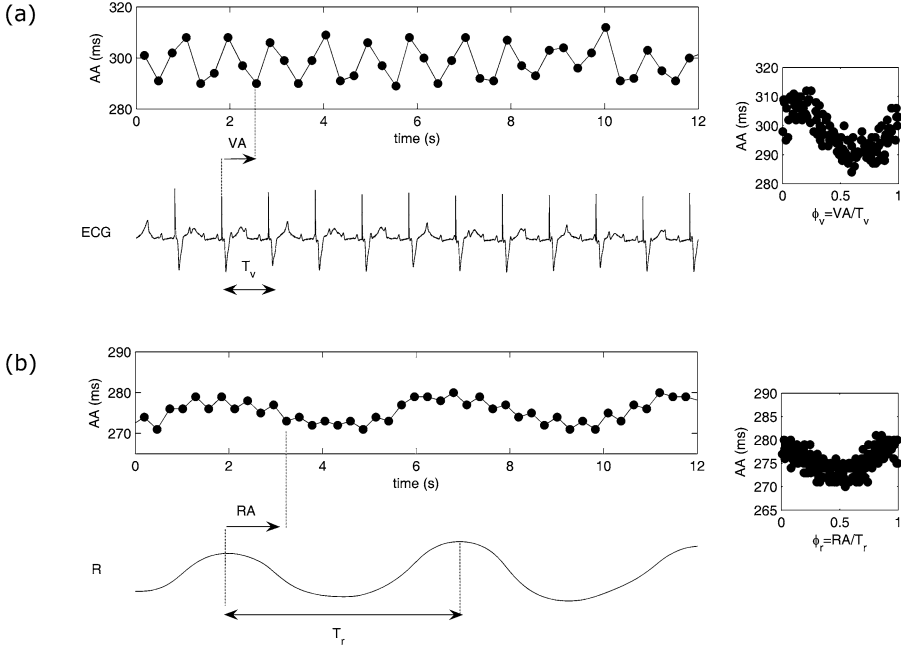 (a)
320
300
280
AA (ms)
0 2 4 6 8 10 12
time (s)
VA
ECG
T_v
320
310
300
290
280
AA (ms)
0 0.5 1
ϕ_v=VA/T_v
(b)
290
280
270
AA (ms)
0 2 4 6 8 10 12
time (s)
RA
R
T_r
290
285
280
275
270
265
AA (ms)
0 0.5 1
ϕ_r=RA/T_r